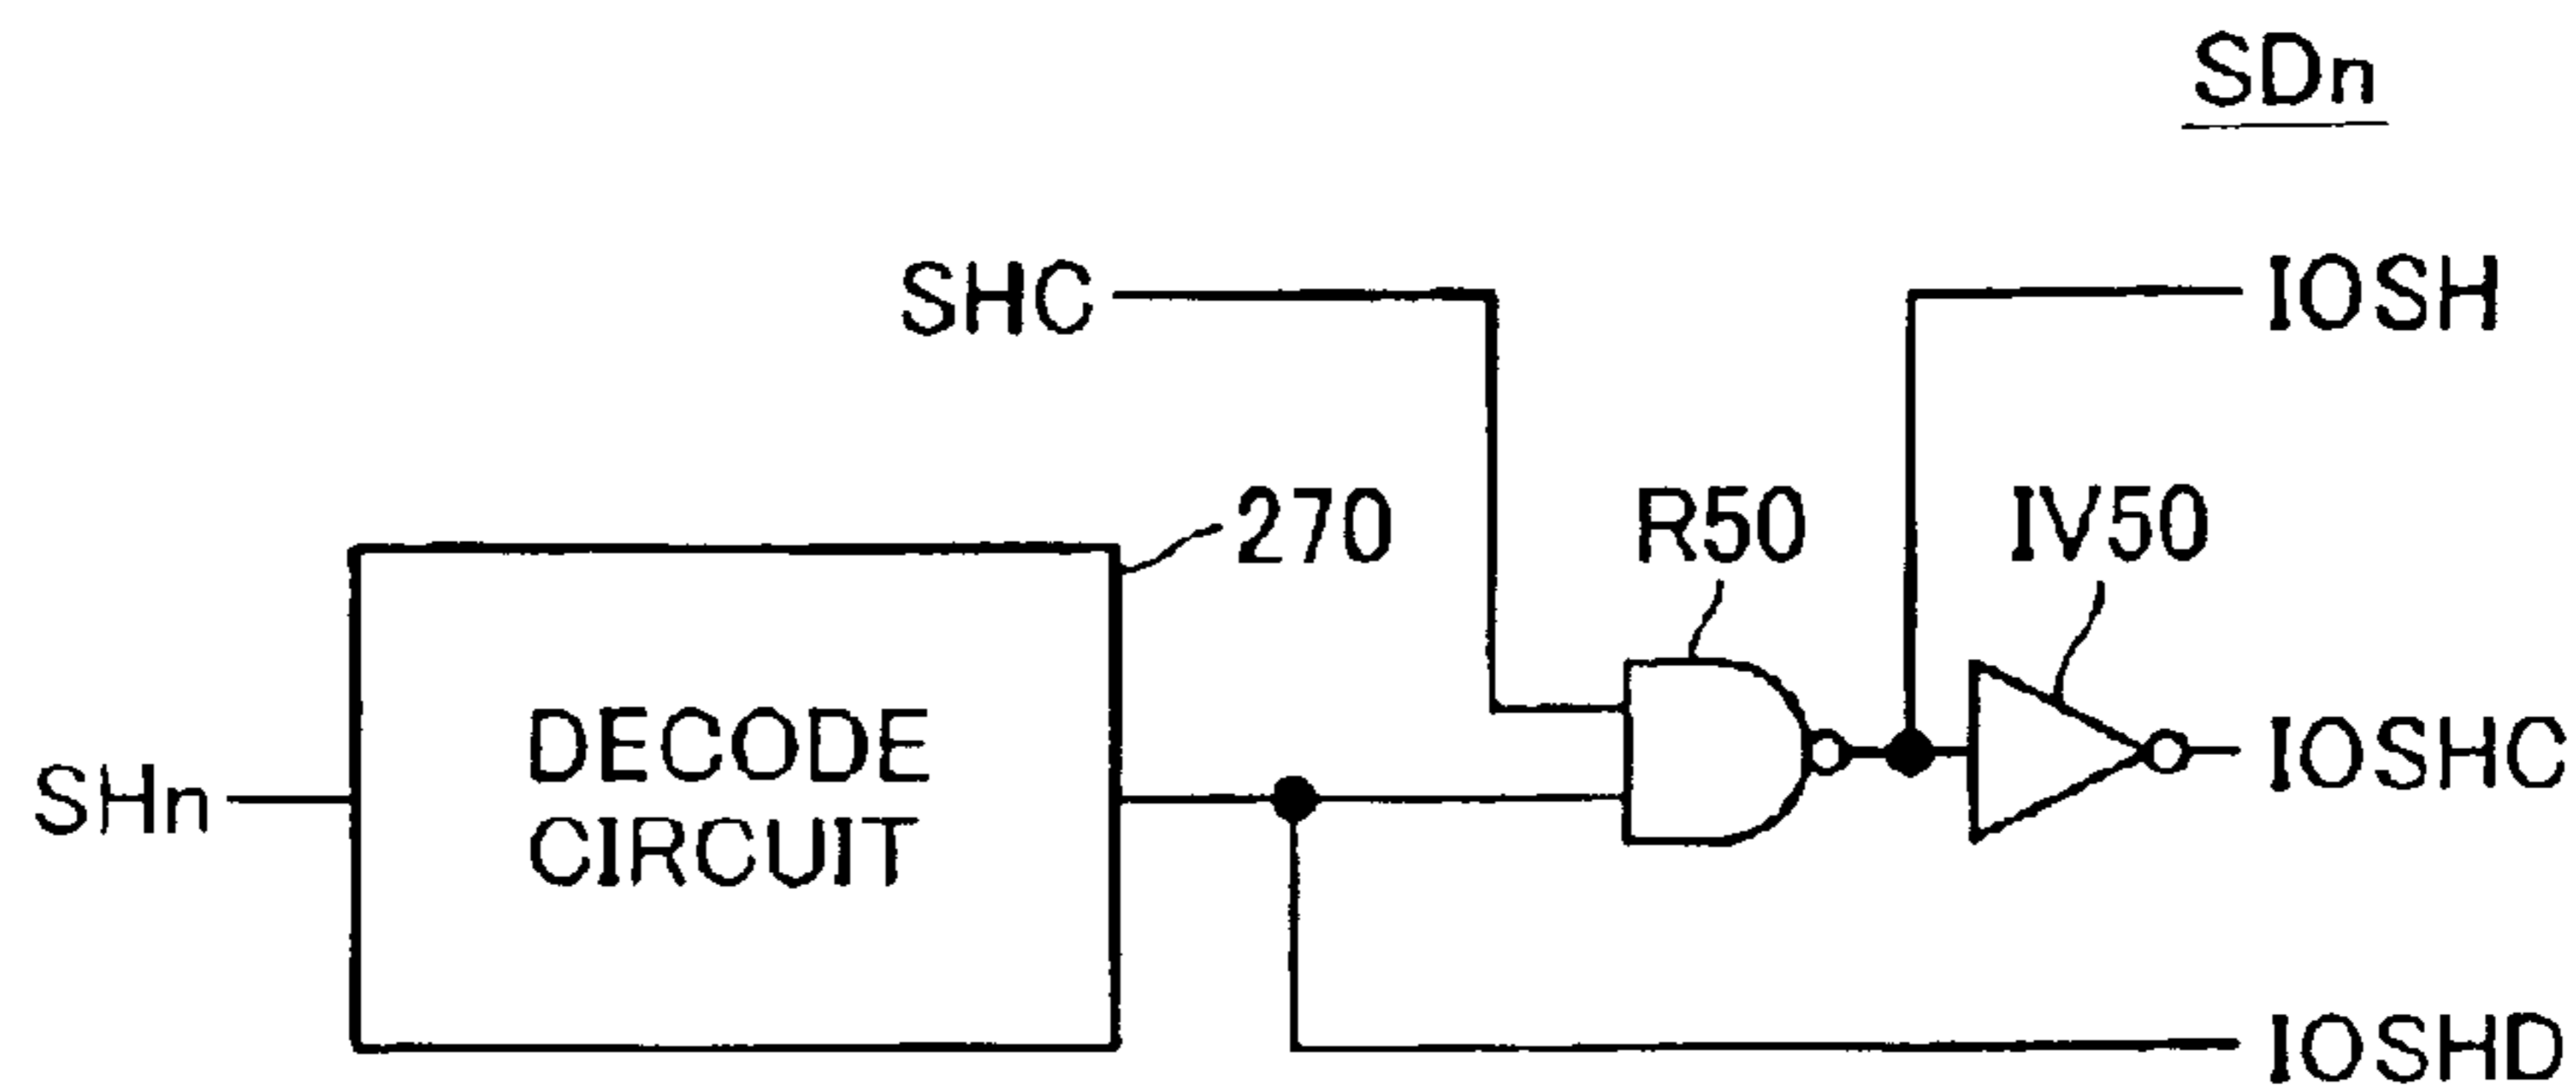 SDn
SHC
IOSH
270
R50
IV50
SHn
DECODE
CIRCUIT
IOSHC
IOSHD